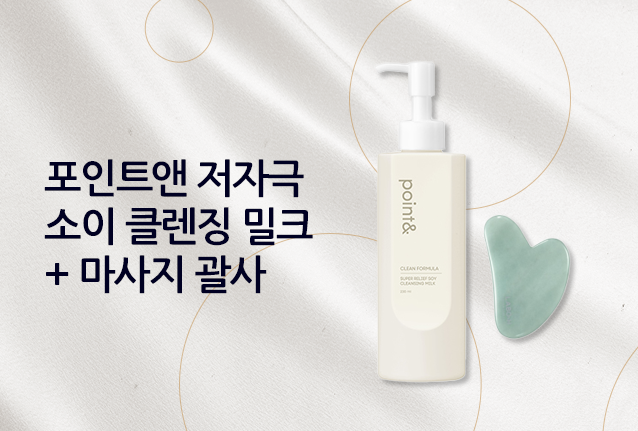 포인트앤 저자극
소이 클렌징 밀크
+ 마사지 괄사
point&
CLEAN FORMULA
SUPER RELIEF SOY
CLEANSING MILK